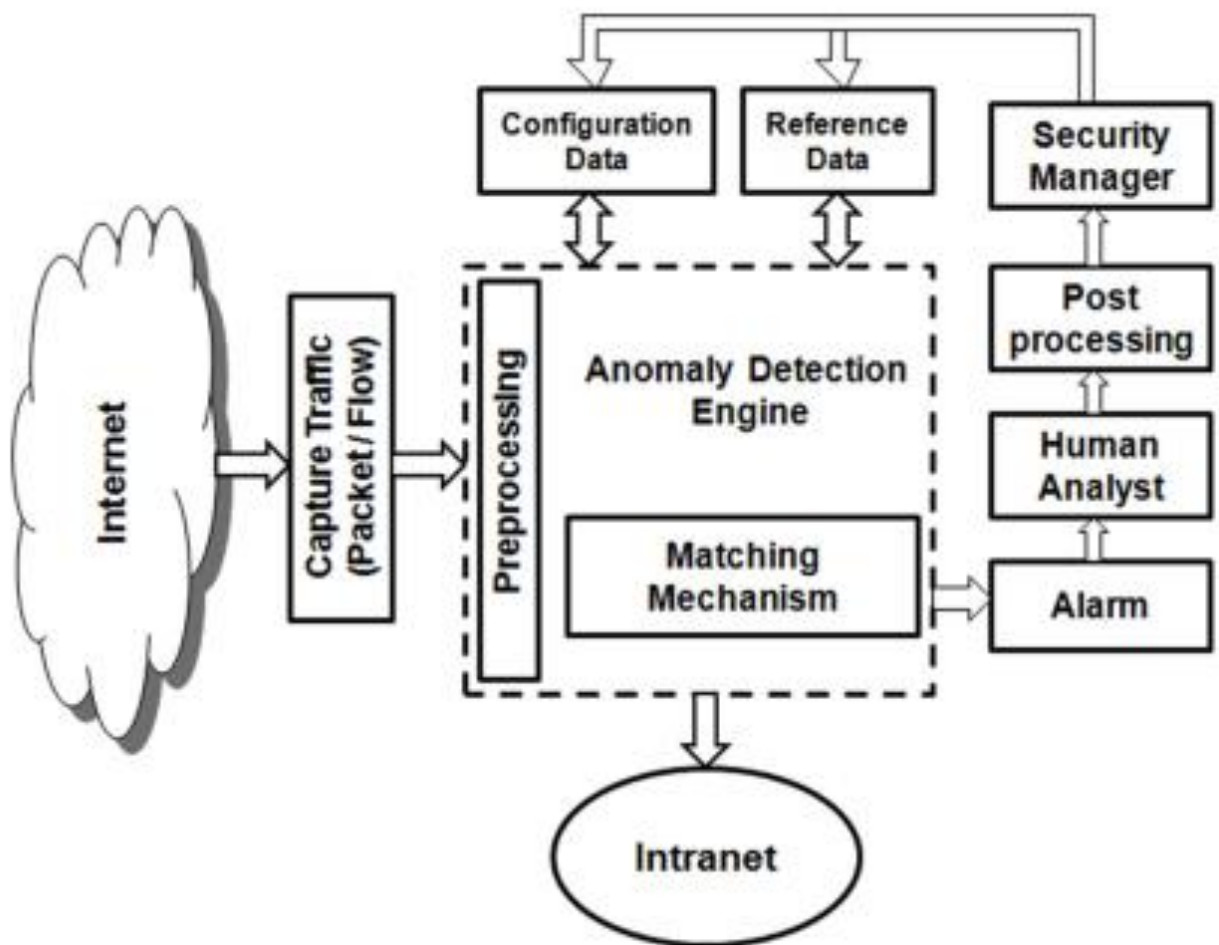 Configuration
Data
Reference
Data
Security
Manager
Internet
Capture Traffic
(Packet/ Flow)
Preprocessing
Anomaly Detection
Engine
Matching
Mechanism
Post
processing
Human
Analyst
Alarm
Intranet